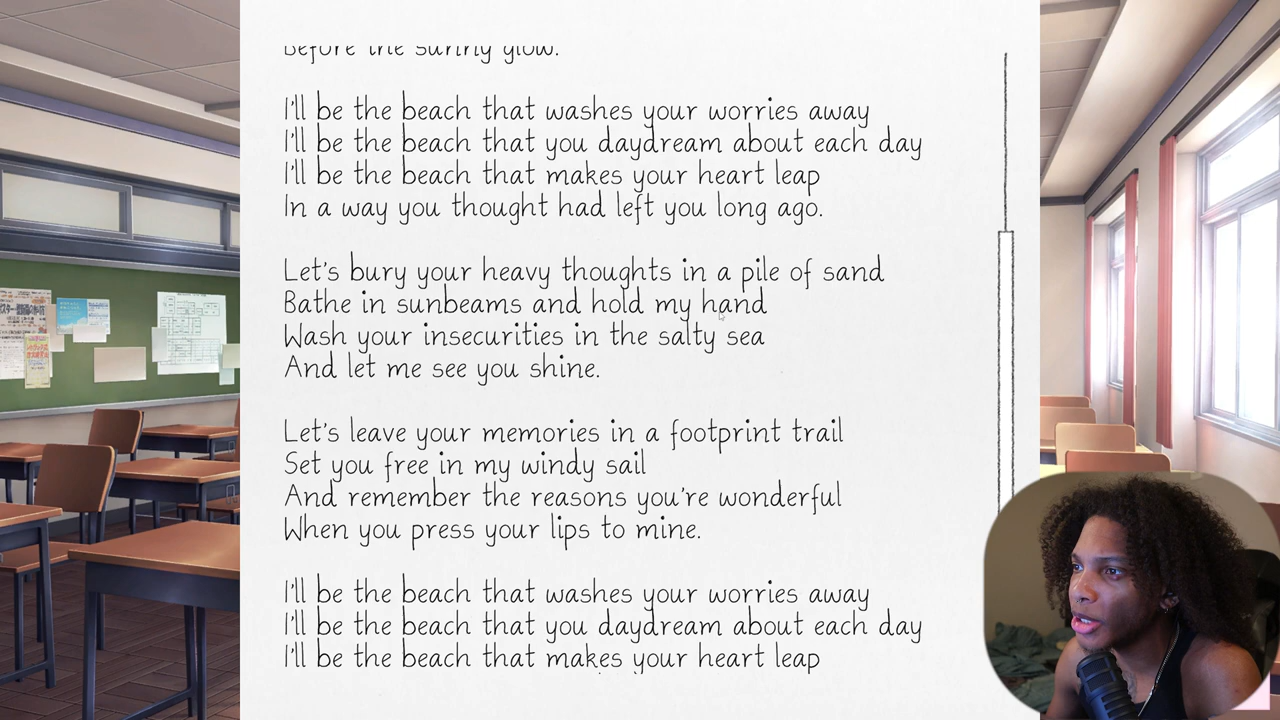 before the sunny glow.
I'll be the beach that washes your worries away
I'll be the beach that you daydream about each day
I'll be the beach that makes your heart leap
In a way you thought had left you long ago.
Let's bury your heavy thoughts in a pile of sand
Bathe in sunbeams and hold my hand
Wash your insecurities in the salty sea
And let me see you shine.
Let's leave your memories in a footprint trail
Set you free in my windy sail
And remember the reasons you're wonderful
When you press your lips to mine.
I'll be the beach that washes your worries away
I'll be the beach that you daydream about each day
I'll be the beach that makes your heart leap